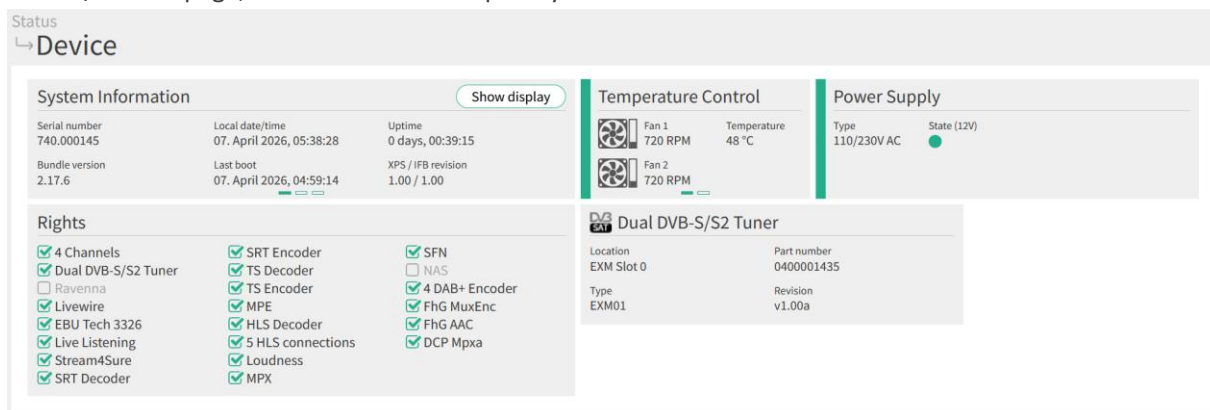 Status
Device
System Information
Show display
Serial number
740.000145
Local date/time
07. April 2026, 05:38:28
Uptime
0 days, 00:39:15
Bundle version
2.17.6
Last boot
07. April 2026, 04:59:14
XPS / IFB revision
1.00 / 1.00
Temperature Control
Fan 1
720 RPM
Temperature
48 °C
Fan 2
720 RPM
Power Supply
Type
110/230V AC
State (12V)
Rights
4 Channels
Dual DVB-S/S2 Tuner
Ravenna
Livewire
EBU Tech 3326
Live Listening
Stream4Sure
SRT Decoder
SRT Encoder
TS Decoder
TS Encoder
MPE
HLS Decoder
5 HLS connections
Loudness
MPX
SFN
NAS
4 DAB+ Encoder
FhG MuxEnc
FhG AAC
DCP Mpxa
DVB
SAT
Dual DVB-S/S2 Tuner
Location
EXM Slot 0
Part number
0400001435
Type
EXM01
Revision
v1.00a